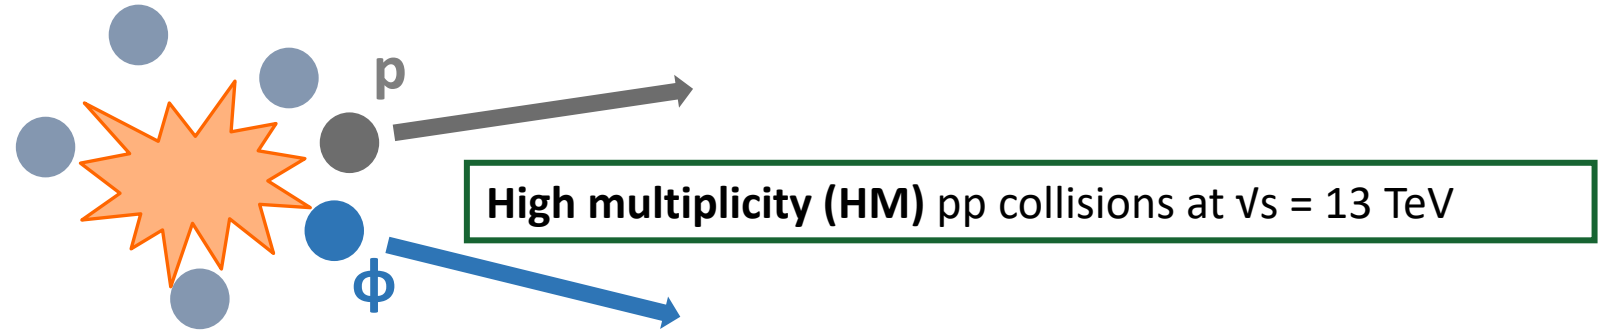 p
High multiplicity (HM) pp collisions at √s = 13 TeV
ϕ